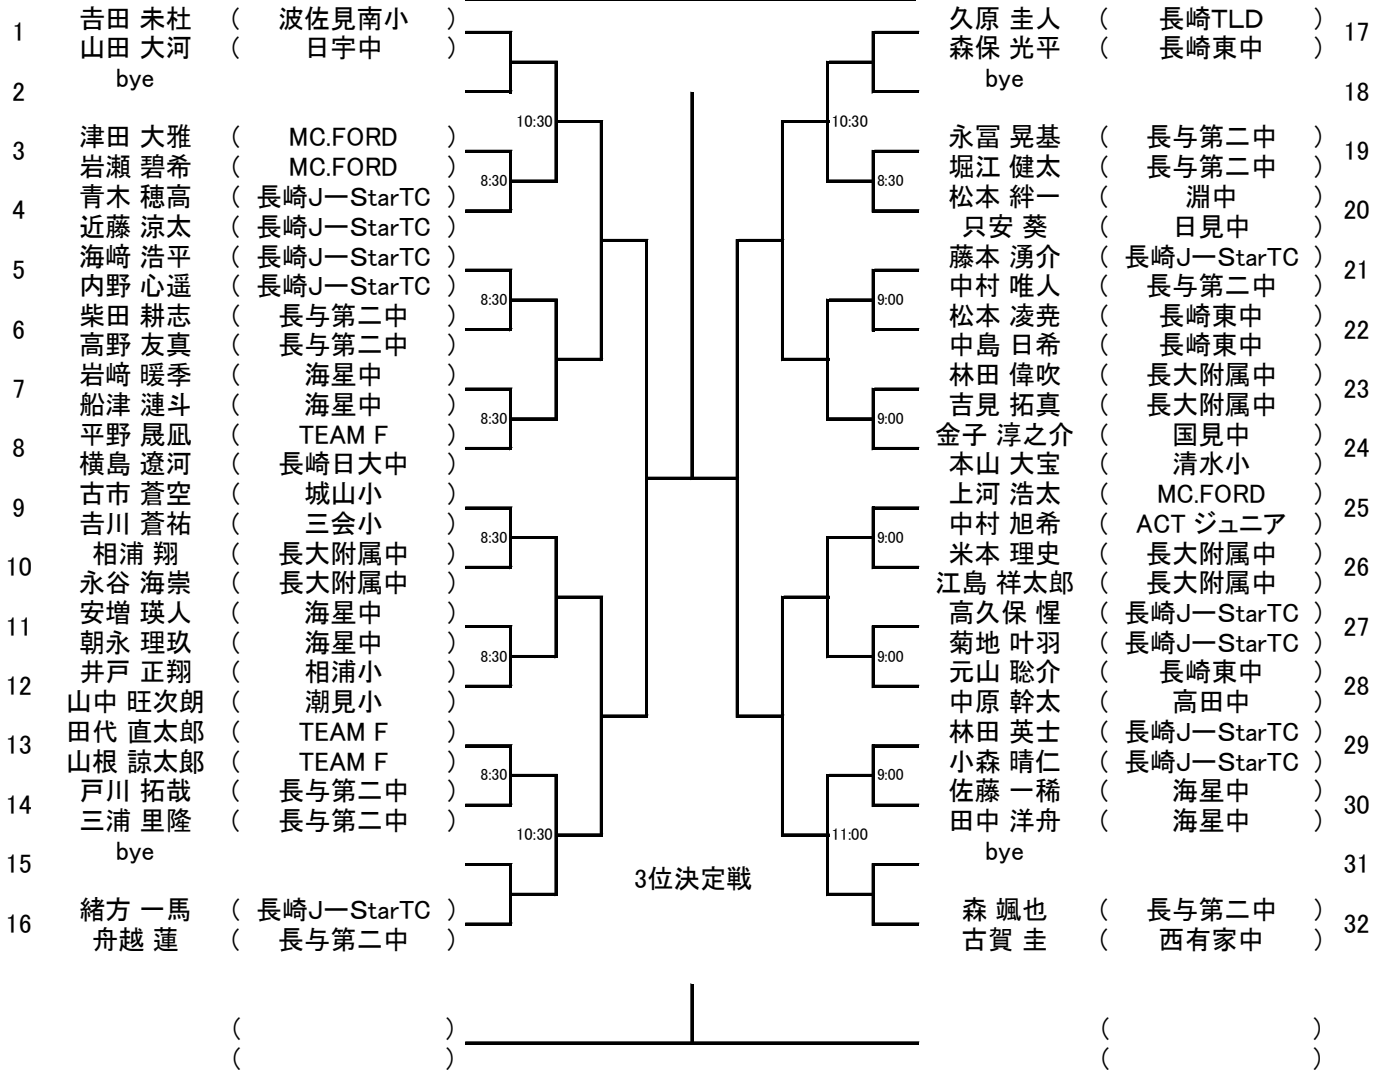 1 吉田 未杜 ( 波佐見南小 )
山田 大河 ( 日宇中 )
2 bye
3 津田 大雅 ( MC.FORD )
岩瀬 碧希 ( MC.FORD )
4 青木 穂高 ( 長崎J－StarTC )
近藤 涼太 ( 長崎J－StarTC )
5 海﨑 浩平 ( 長崎J－StarTC )
内野 心遥 ( 長崎J－StarTC )
6 柴田 耕志 ( 長与第二中 )
高野 友真 ( 長与第二中 )
7 岩﨑 暖季 ( 海星中 )
船津 漣斗 ( 海星中 )
8 平野 晟凪 ( TEAM F )
横島 遼河 ( 長崎日大中 )
9 古市 蒼空 ( 城山小 )
𠮷川 蒼祐 ( 三会小 )
10 相浦 翔 ( 長大附属中 )
永谷 海崇 ( 長大附属中 )
11 安増 瑛人 ( 海星中 )
朝永 理玖 ( 海星中 )
12 井戸 正翔 ( 相浦小 )
山中 旺次朗 ( 潮見小 )
13 田代 直太郎 ( TEAM F )
山根 諒太郎 ( TEAM F )
14 戸川 拓哉 ( 長与第二中 )
三浦 里隆 ( 長与第二中 )
15 bye
16 緒方 一馬 ( 長崎J－StarTC )
舟越 蓮 ( 長与第二中 )
10:30
8:30
8:30
8:30
8:30
8:30
8:30
10:30
3位決定戦
10:30
8:30
9:00
9:00
9:00
9:00
9:00
11:00
久原 圭人 ( 長崎TLD ) 17
森保 光平 ( 長崎東中 )
bye 18
永冨 晃基 ( 長与第二中 ) 19
堀江 健太 ( 長与第二中 )
松本 絆一 ( 淵中 ) 20
只安 葵 ( 日見中 )
藤本 湧介 ( 長崎J－StarTC ) 21
中村 唯人 ( 長与第二中 )
松本 凌尭 ( 長崎東中 ) 22
中島 日希 ( 長崎東中 )
林田 偉吹 ( 長大附属中 ) 23
吉見 拓真 ( 長大附属中 )
金子 淳之介 ( 国見中 ) 24
本山 大宝 ( 清水小 )
上河 浩太 ( MC.FORD ) 25
中村 旭希 ( ACT ジュニア )
米本 理史 ( 長大附属中 ) 26
江島 祥太郎 ( 長大附属中 )
高久保 惺 ( 長崎J－StarTC ) 27
菊地 叶羽 ( 長崎J－StarTC )
元山 聡介 ( 長崎東中 ) 28
中原 幹太 ( 高田中 )
林田 英士 ( 長崎J－StarTC ) 29
小森 晴仁 ( 長崎J－StarTC )
佐藤 一稀 ( 海星中 ) 30
田中 洋舟 ( 海星中 )
bye 31
森 颯也 ( 長与第二中 ) 32
古賀 圭 ( 西有家中 )
( ) ( )
( ) ( )